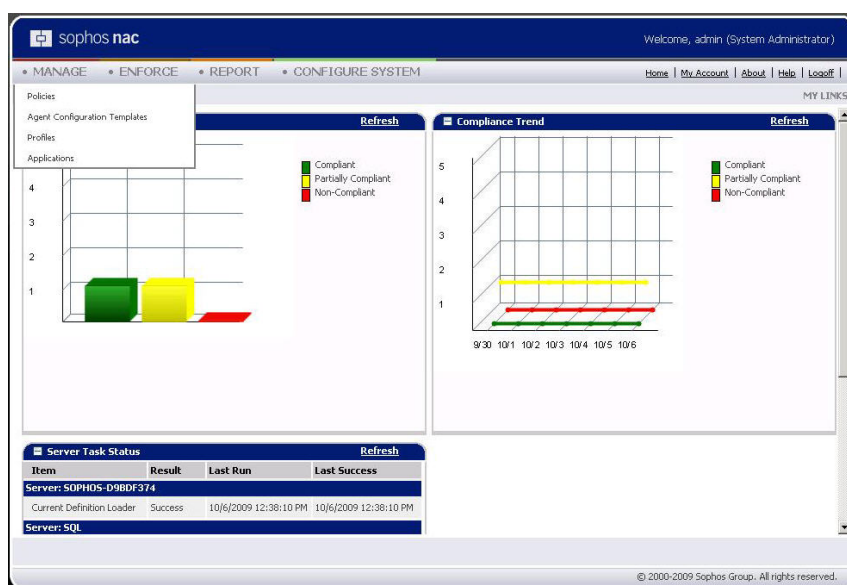 sophos nac
Welcome, admin (System Administrator)
• MANAGE • ENFORCE • REPORT • CONFIGURE SYSTEM
Home | My Account | About | Help | Logoff |
MY LINKS
Policies
Agent Configuration Templates
Profiles
Applications
Refresh
4
3
2
1
Compliant
Partially Compliant
Non-Compliant
Compliance Trend
Refresh
5
4
3
2
1
9/30 10/1 10/2 10/3 10/4 10/5 10/6
Compliant
Partially Compliant
Non-Compliant
Server Task Status
Refresh
Item Result Last Run Last Success
Server: SOPHOS-D9BDF374
Current Definition Loader Success 10/6/2009 12:38:10 PM 10/6/2009 12:38:10 PM
Server: SQL
© 2000-2009 Sophos Group. All rights reserved.